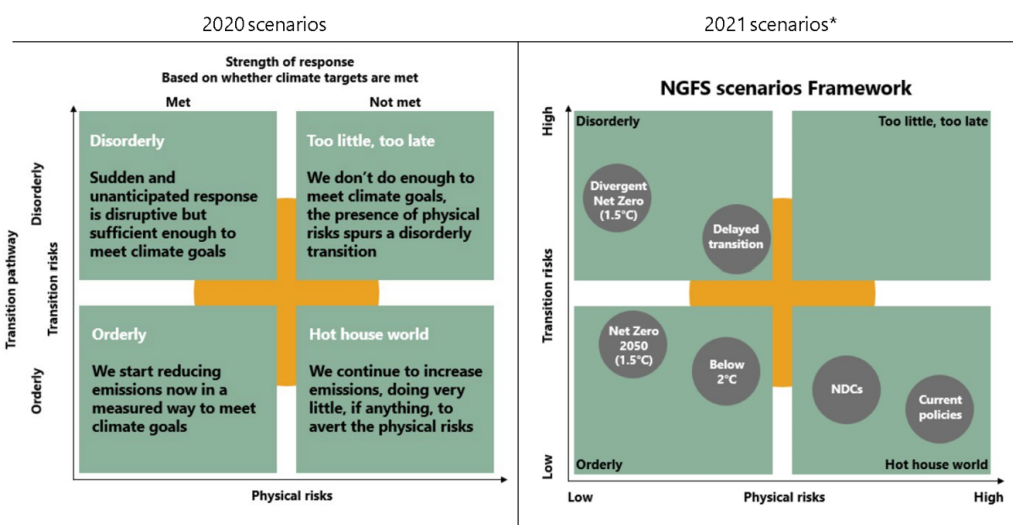 2020 scenarios
2021 scenarios*
Strength of response
Based on whether climate targets are met
Met
Not met
Transition pathway
Disorderly
Orderly
Transition risks
Disorderly
Sudden and
unanticipated response
is disruptive but
sufficient enough to
meet climate goals
Too little, too late
We don’t do enough to
meet climate goals,
the presence of physical
risks spurs a disorderly
transition
Orderly
We start reducing
emissions now in a
measured way to meet
climate goals
Hot house world
We continue to increase
emissions, doing very
little, if anything, to
avert the physical risks
Physical risks
NGFS scenarios Framework
High
Transition risks
Low
Disorderly
Too little, too late
Divergent
Net Zero
(1.5°C)
Delayed
transition
Net Zero
2050
(1.5°C)
Below
2°C
NDCs
Current
policies
Orderly
Hot house world
Low
Physical risks
High